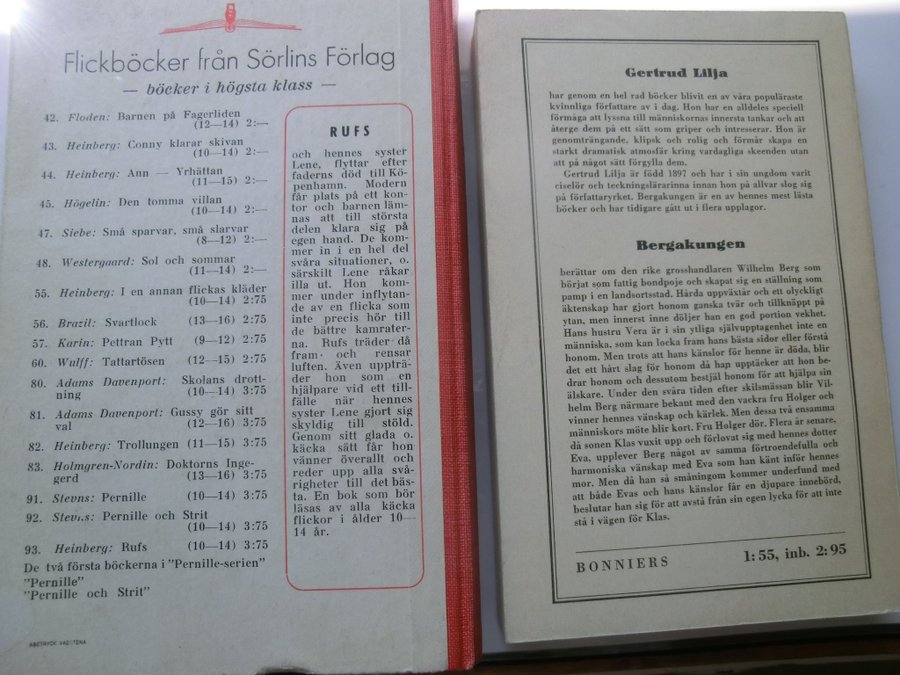 Flickböcker från Sörlins Förlag
— böcker i högsta klass —
42. Floden: Barnen på Fagerliden
(12—14) 2:—
43. Heinberg: Conny klarar skivan
(10—14) 2:—
44. Heinberg: Ann — Yrhättan
(11—15) 2:—
45. Högelin: Den tomma villan
(10—14) 2:—
47. Siebe: Små sparvar, små slarvar
(8—12) 2:—
48. Westergaard: Sol och sommar
(11—14) 2:—
55. Heinberg: I en annan flickas kläder
(10—14) 2:75
56. Brazil: Svartlock (13—16) 2:75
57. Karin: Pettran Pytt (9—12) 2:75
60. Wulff: Tattartösen (12—15) 2:75
80. Adams Davenport: Skolans drott-
ning (10—14) 3:75
81. Adams Davenport: Gussy gör sitt
val (12—16) 3:75
82. Heinberg: Trollungen (11—15) 3:75
83. Holmgren-Nordin: Doktorns Inge-
gerd (13—16) 3:75
91. Stevns: Pernille (10—14) 3:75
92. Stevns: Pernille och Strit
(10—14) 3:75
93. Heinberg: Rufs (10—14) 3:75
De två första böckerna i "Pernille-serien"
"Pernille"
"Pernille och Strit"
RUFS
och hennes syster
Lene, flyttar efter
faderns död till Kö-
penhamn. Modern
får plats på ett kon-
tor och barnen läm-
nas att till största
delen klara sig på
egen hand. De kom-
mer in i en hel del
svåra situationer, o.
särskilt Lene råkar
illa ut. Hon kom-
mer under inflytan-
de av en flicka som
inte precis hör till
de bättre kamrater-
na. Rufs träder då
fram och rensar
luften. Även uppträ-
der hon som en
hjälpare vid ett till-
fälle när hennes
syster Lene gjort sig
skyldig till stöld.
Genom sitt glada o.
käcka sätt får hon
vänner överallt och
reder upp alla svå-
righeter till det bäs-
ta. En bok som bör
läsas av alla käcka
flickor i ålder 10—
14 år.
Gertrud Lilja
har genom en hel rad böcker blivit en av våra populäraste
kvinnliga författare av i dag. Hon har en alldeles speciell
förmåga att lyssna till människornas innersta tankar och att
återge dem på ett sätt som griper och intresserar. Hon är
genomträngande, klipsk och rolig och förmår skapa en
starkt dramatisk atmosfär kring vardagliga skeenden utan
att på något sätt förgylla dem.
Gertrud Lilja är född 1897 och har i sin ungdom varit
ciselör och teckningslärarinna innan hon på allvar slog sig
på författaryrket. Bergakungen är en av hennes mest lästa
böcker och har tidigare gått ut i flera upplagor.
Bergakungen
berättar om den rike grosshandlaren Wilhelm Berg som
börjat som fattig bondpoje och skapat sig en ställning som
pamp i en landsortsstad. Hårda uppväxtår och ett olyckligt
äktenskap har gjort honom ganska tvär och tillknäppt på
ytan, men innerst inne döljer han en god portion vekhet.
Hans hustru Vera är i sin ytliga självupptagenhet inte en
människa, som kan locka fram hans bästa sidor eller förstå
honom. Men trots att hans känslor för henne är döda, blir
det ett hårt slag för honom då han upptäcker att hon be-
drar honom och dessutom bestjäl honom för att hjälpa sin
älskare. Under den svåra tiden efter skilsmässan blir Vil-
helm Berg närmare bekant med den vackra fru Holger och
vinner hennes vänskap och kärlek. Men dessa två ensamma
människors möte blir kort. Fru Holger dör. Flera år senare,
då sonen Klas vuxit upp och förlovat sig med hennes dotter
Eva, upplever Berg något av samma förtroendefulla och
harmoniska vänskap med Eva som han känt inför hennes
mor. Men då han så småningom kommer underfund med
att både Evas och hans känslor får en djupare innebörd,
beslutar han sig för att avstå från sin egen lycka för att inte
stå i vägen för Klas.
BONNIERS 1:55, inb. 2:95